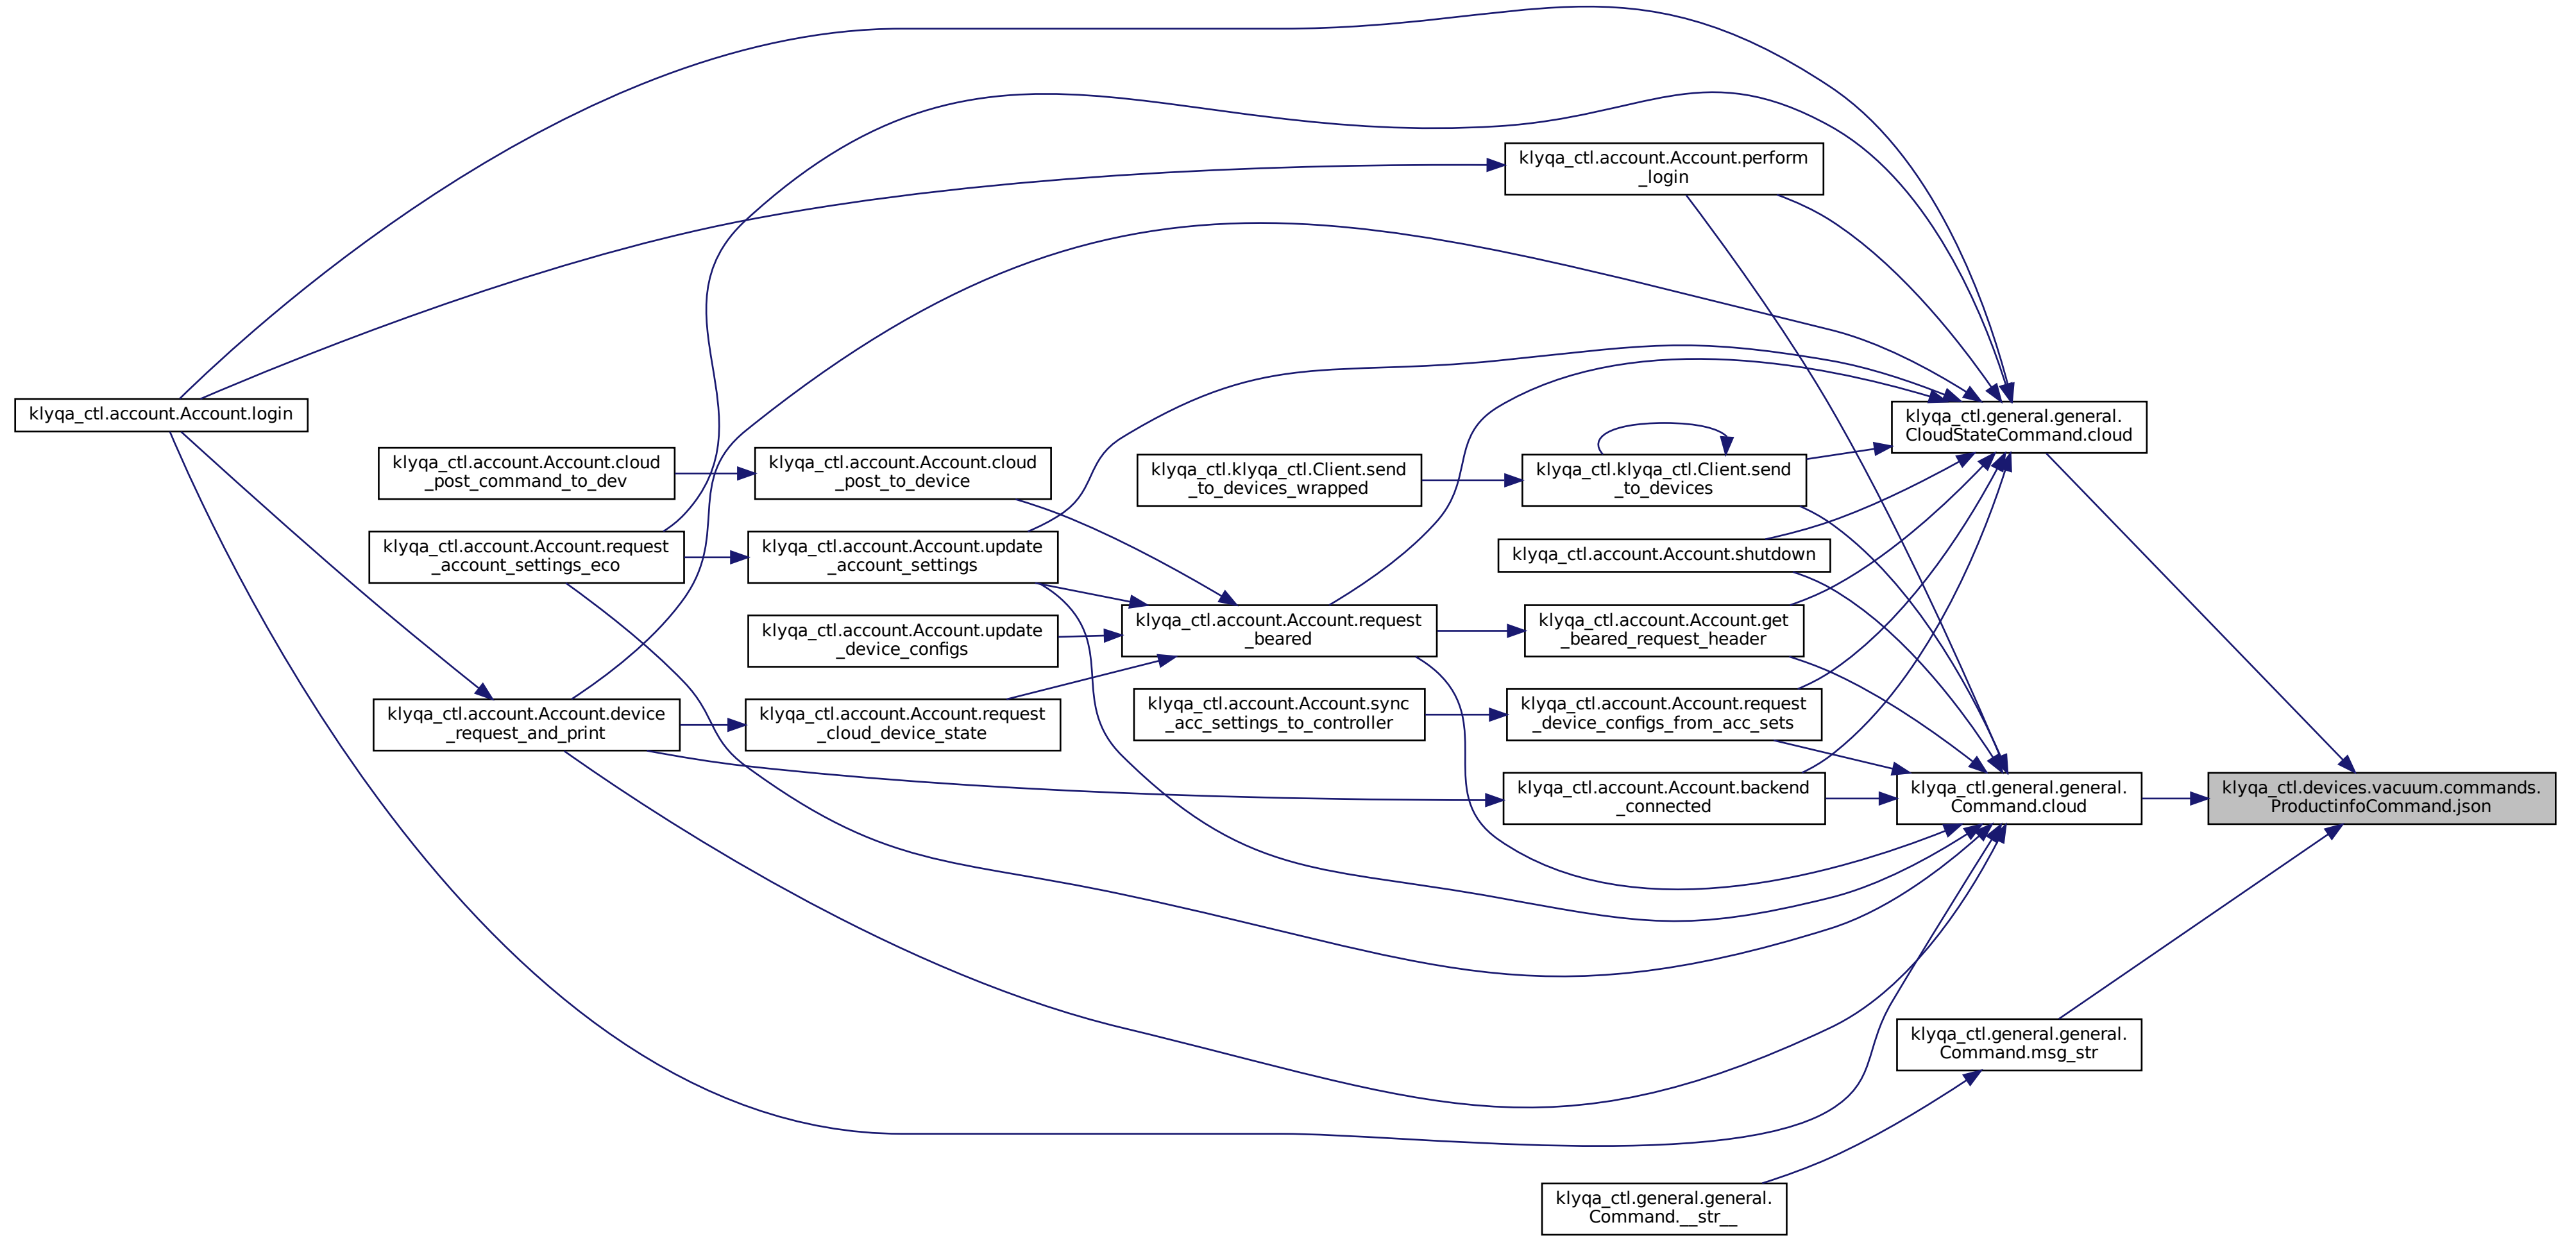 klyqa_ctl.account.Account.perform
_login
klyqa_ctl.account.Account.login
klyqa_ctl.general.general.
CloudStateCommand.cloud
klyqa_ctl.account.Account.cloud
_post_command_to_dev
klyqa_ctl.account.Account.cloud
_post_to_device
klyqa_ctl.klyqa_ctl.Client.send
_to_devices_wrapped
klyqa_ctl.klyqa_ctl.Client.send
_to_devices
klyqa_ctl.account.Account.request
_account_settings_eco
klyqa_ctl.account.Account.update
_account_settings
klyqa_ctl.account.Account.shutdown
klyqa_ctl.account.Account.update
_device_configs
klyqa_ctl.account.Account.request
_beared
klyqa_ctl.account.Account.get
_beared_request_header
klyqa_ctl.account.Account.device
_request_and_print
klyqa_ctl.account.Account.request
_cloud_device_state
klyqa_ctl.account.Account.sync
_acc_settings_to_controller
klyqa_ctl.account.Account.request
_device_configs_from_acc_sets
klyqa_ctl.account.Account.backend
_connected
klyqa_ctl.general.general.
Command.cloud
klyqa_ctl.devices.vacuum.commands.
ProductinfoCommand.json
klyqa_ctl.general.general.
Command.msg_str
klyqa_ctl.general.general.
Command.__str__